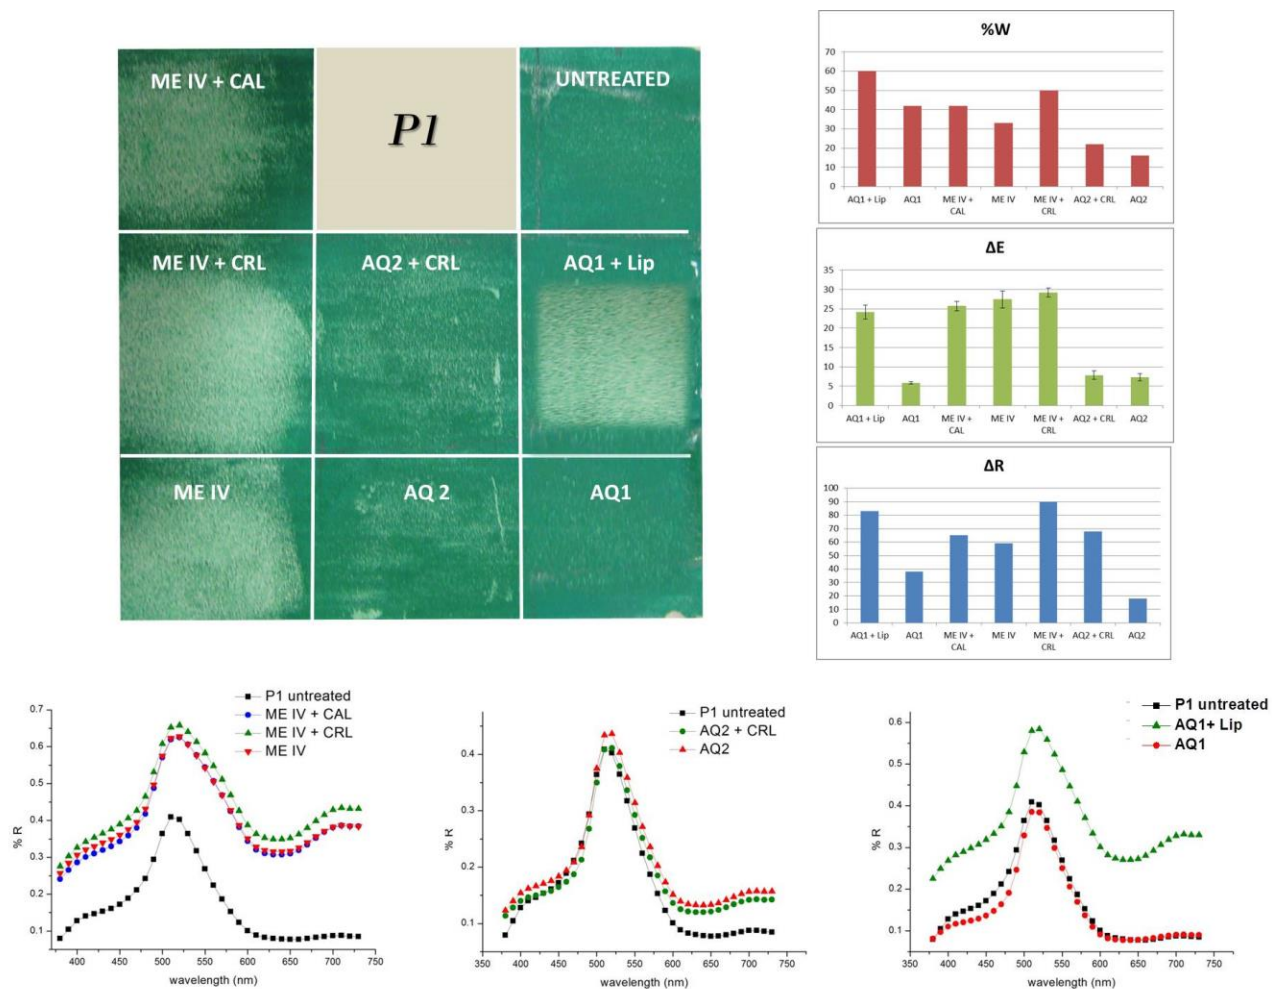 ME IV + CAL
P1
UNTREATED
ME IV + CRL
AQ2 + CRL
AQ1 + Lip
ME IV
AQ 2
AQ1
%W
70
60
50
40
30
20
10
0
AQ1 + Lip AQ1 ME IV + ME IV ME IV + AQ2 + CRL AQ2
CAL CRL
ΔE
35
30
25
20
15
10
5
0
AQ1 + Lip AQ1 ME IV + ME IV ME IV + AQ2 + CRL AQ2
CAL CRL
ΔR
100
90
80
70
60
50
40
30
20
10
0
AQ1 + Lip AQ1 ME IV + ME IV ME IV + AQ2 + CRL AQ2
CAL CRL
P1 untreated
ME IV + CAL
ME IV + CRL
ME IV
0.7
0.6
0.5
0.4
0.3
0.2
0.1
% R
400 450 500 550 600 650 700 750
wavelength (nm)
P1 untreated
AQ2 + CRL
AQ2
0.4
0.3
0.2
0.1
% R
350 400 450 500 550 600 650 700 750
wavelength (nm)
P1 untreated
AQ1+ Lip
AQ1
0.6
0.5
0.4
0.3
0.2
0.1
% R
350 400 450 500 550 600 650 700 750
wavelength (nm)